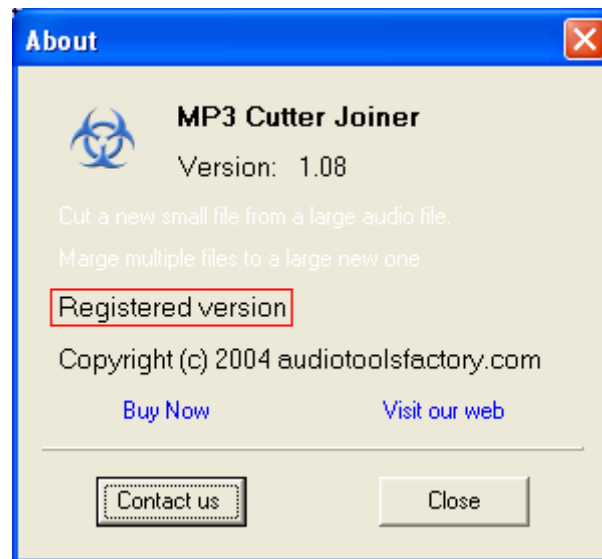 About
MP3 Cutter Joiner
Version: 1.08
Cut a new small file from a large audio file.
Marge multiple files to a large new one
Registered version
Copyright (c) 2004 audiotoolsfactory.com
Buy Now Visit our web
Contact us Close